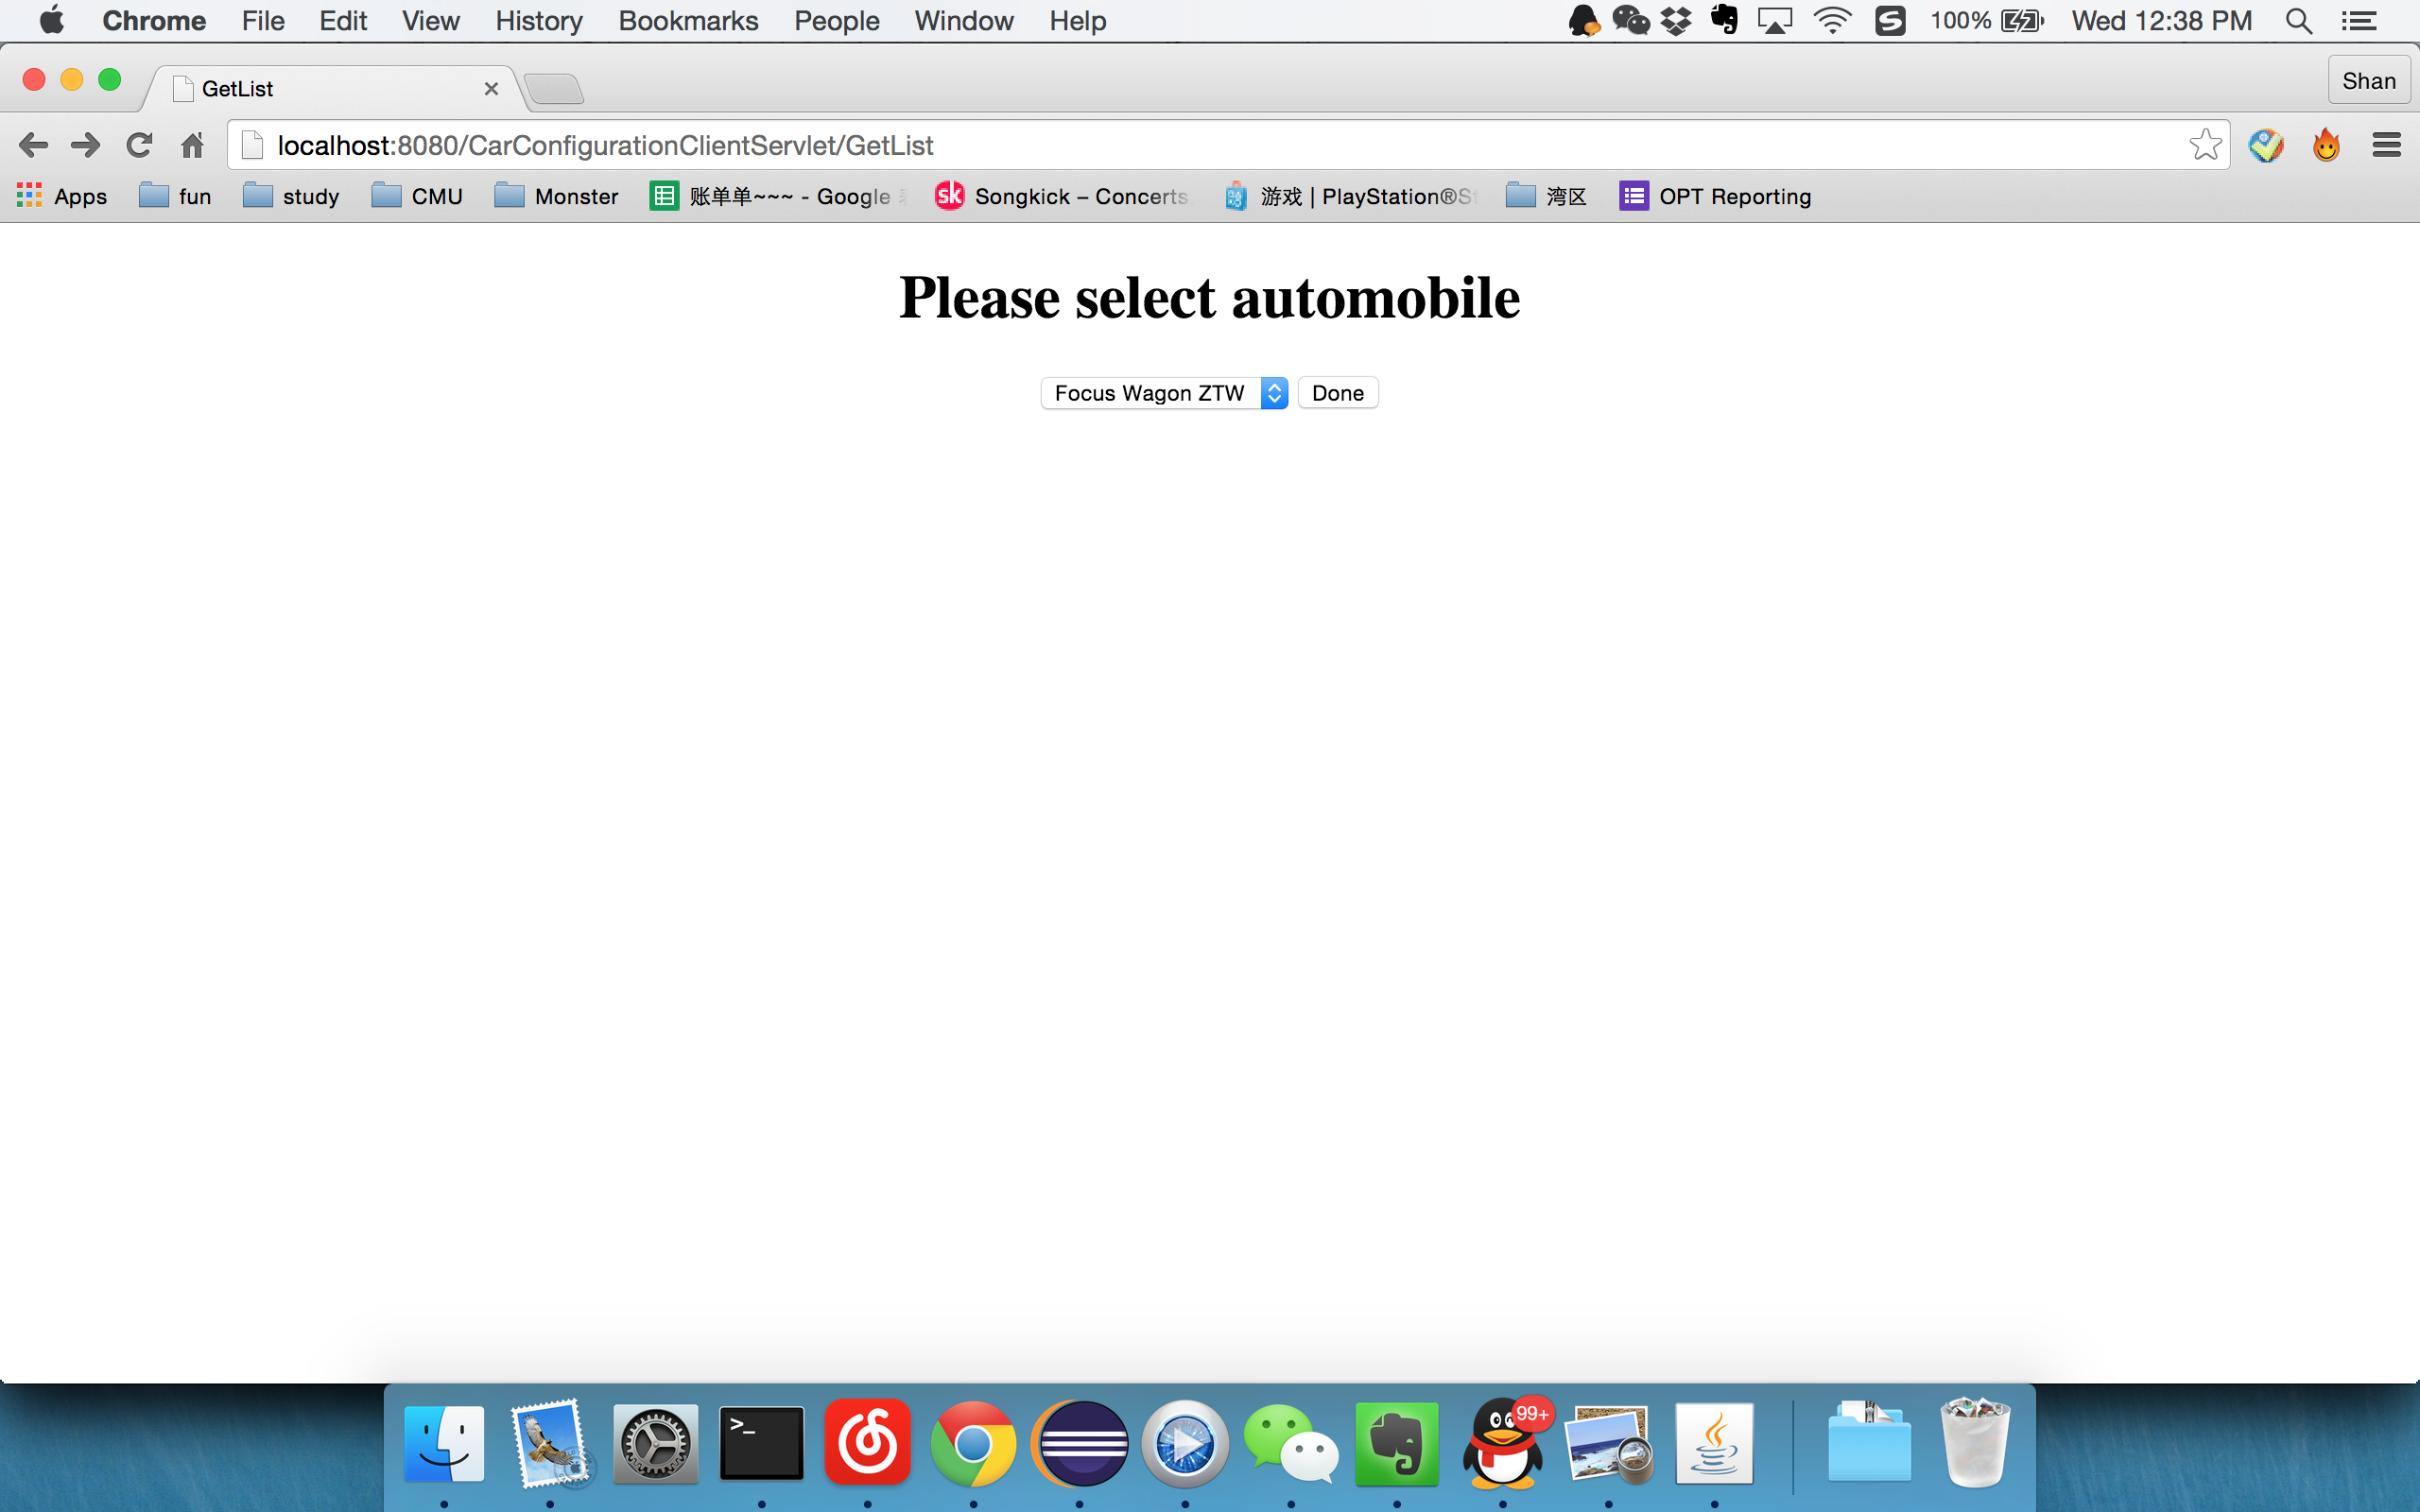 Chrome File Edit View History Bookmarks People Window Help 100% Wed 12:38 PM
GetList Shan
localhost:8080/CarConfigurationClientServlet/GetList
Apps fun study CMU Monster 账单单~~~ - Google sk Songkick – Concerts 游戏 | PlayStation®St 湾区 OPT Reporting
Please select automobile
Focus Wagon ZTW Done
>_ 99+